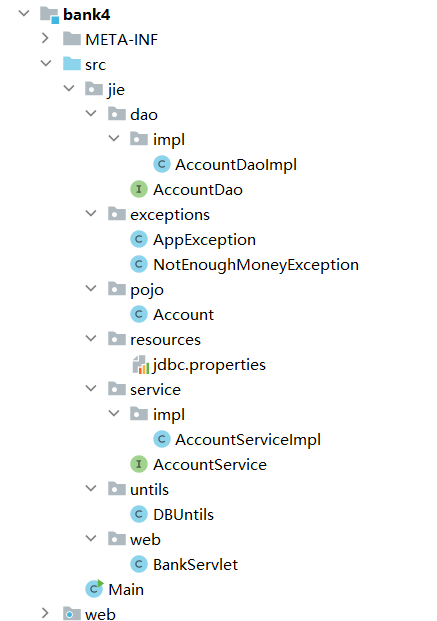 bank4
META-INF
src
jie
dao
impl
AccountDaoImpl
AccountDao
exceptions
AppException
NotEnoughMoneyException
pojo
Account
resources
jdbc.properties
service
impl
AccountServiceImpl
AccountService
untils
DBUntils
web
BankServlet
Main
web